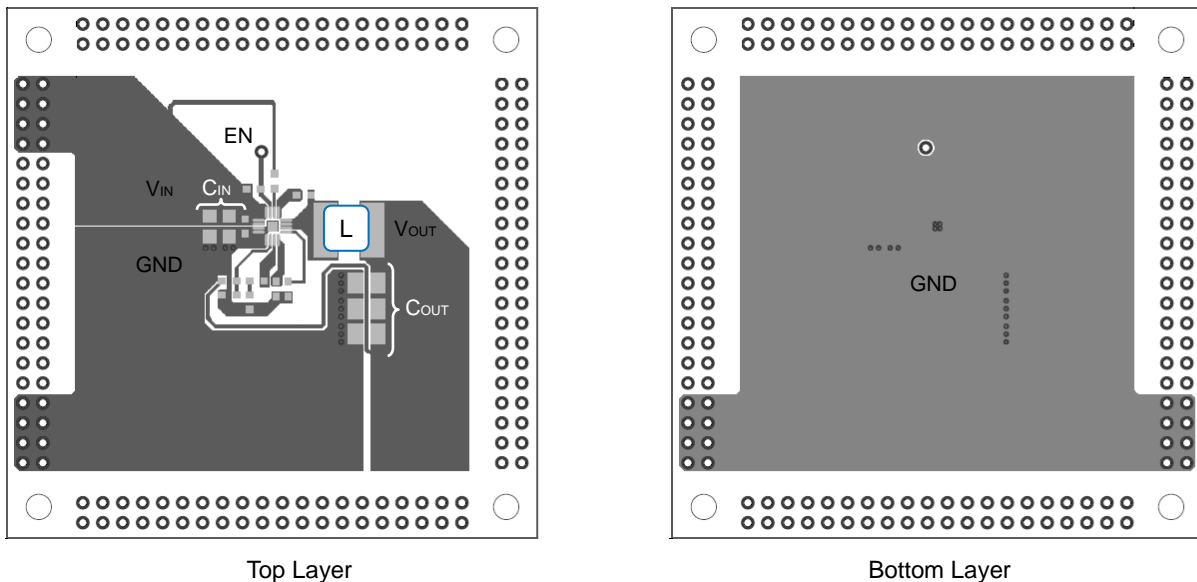 EN
VIN
CIN
L
VOUT
GND
COUT
GND
Top Layer
Bottom Layer